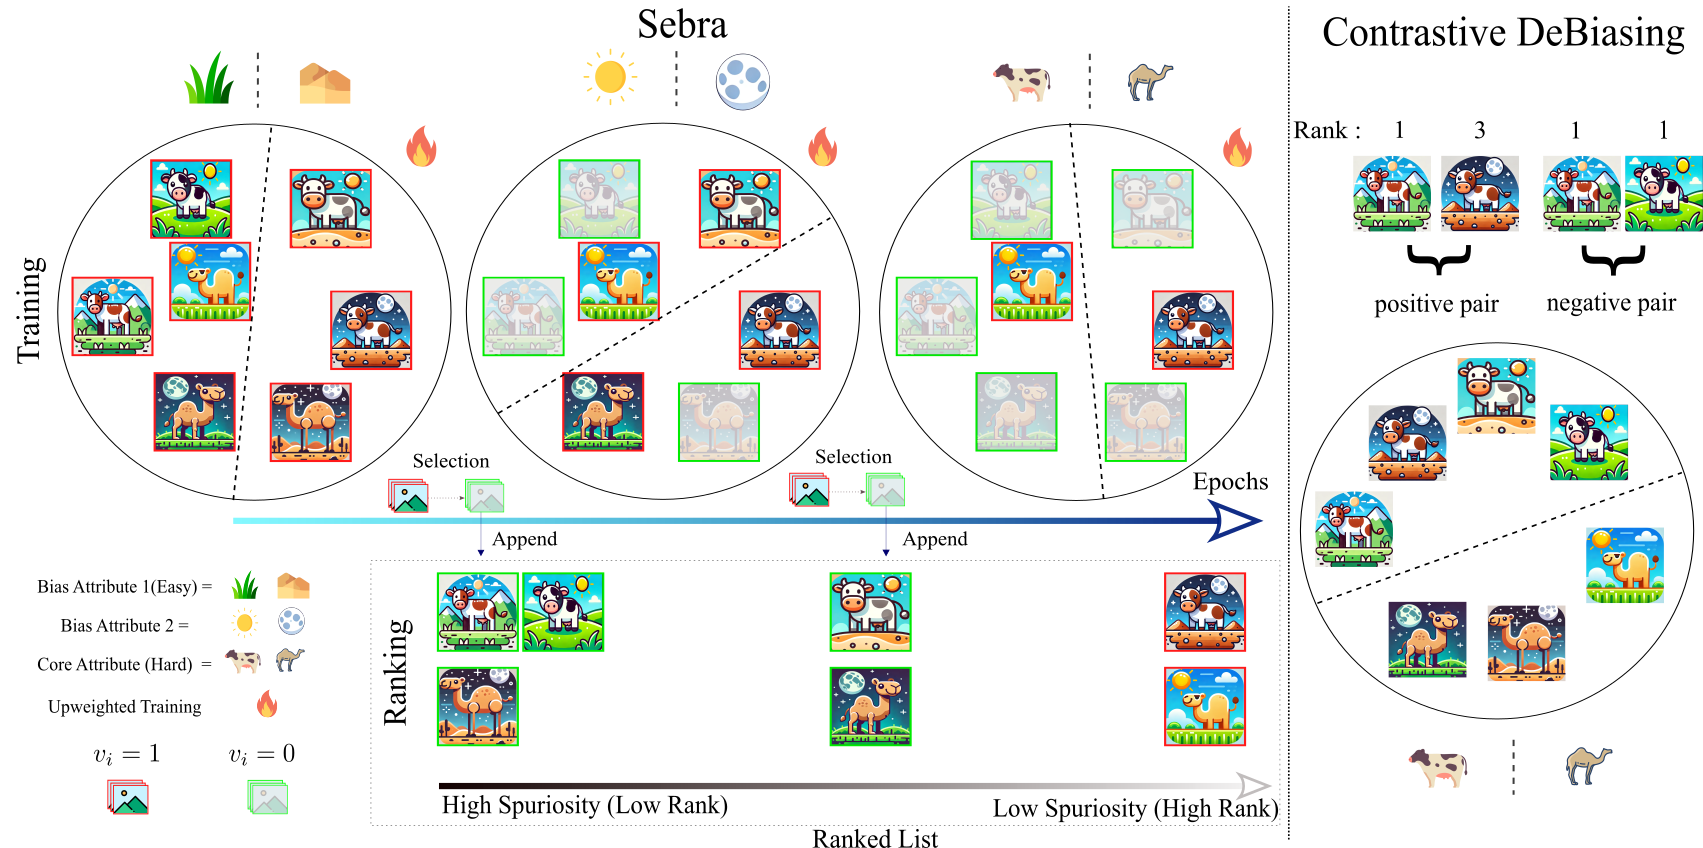 Sebra
Contrastive DeBiasing
Rank : 1 3 1 1
positive pair
negative pair
Training
Selection
Selection
Epochs
Append
Append
Bias Attribute 1(Easy) =
Bias Attribute 2 =
Core Attribute (Hard) =
Upweighted Training
v_i = 1
v_i = 0
Ranking
High Spuriosity (Low Rank)
Low Spuriosity (High Rank)
Ranked List